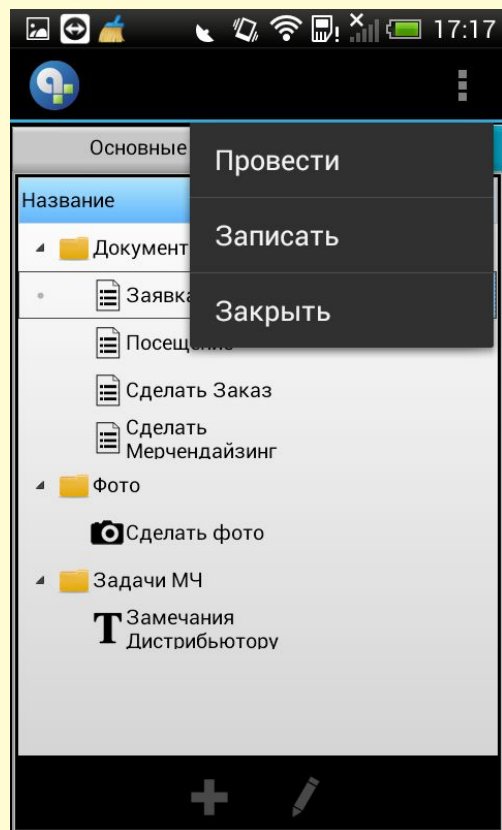 17:17
Основные
Провести
Название
Записать
Документ
Заявка
Закрыть
Посещение
Сделать Заказ
Сделать
Мерчендайзинг
Фото
Сделать фото
Задачи МЧ
T Замечания
Дистрибьютору